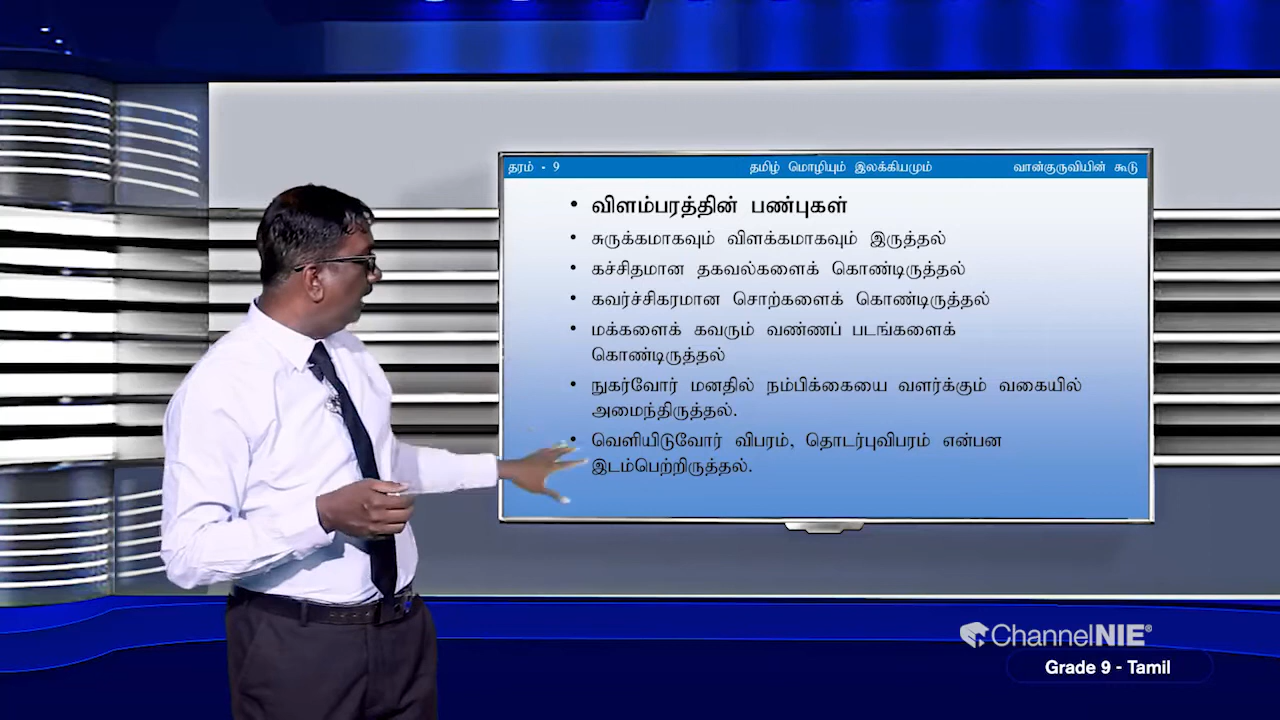 தரம் - 9 தமிழ் மொழியும் இலக்கியமும் வான்குருவியின் கூடு
• விளம்பரத்தின் பண்புகள்
• சுருக்கமாகவும் விளக்கமாகவும் இருத்தல்
• கச்சிதமான தகவல்களைக் கொண்டிருத்தல்
• கவர்ச்சிகரமான சொற்களைக் கொண்டிருத்தல்
• மக்களைக் கவரும் வண்ணப் படங்களைக்
கொண்டிருத்தல்
• நுகர்வோர் மனதில் நம்பிக்கையை வளர்க்கும் வகையில்
அமைந்திருத்தல்.
• வெளியிடுவோர் விபரம், தொடர்புவிபரம் என்பன
இடம்பெற்றிருத்தல்.
ChannelNIE®
Grade 9 - Tamil